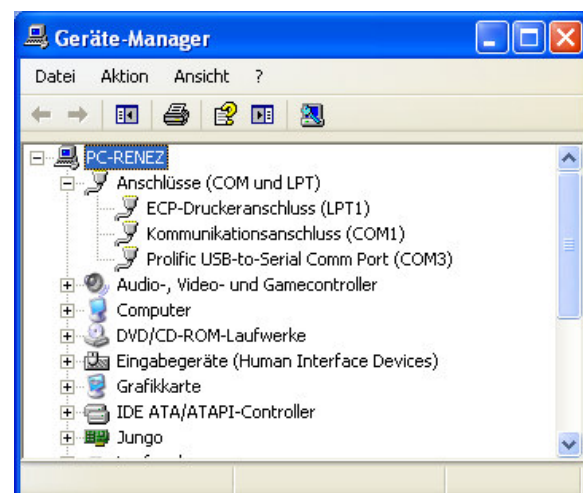 Geräte-Manager
Datei Aktion Ansicht ?
PC-RENEZ
Anschlüsse (COM und LPT)
ECP-Druckeranschluss (LPT1)
Kommunikationsanschluss (COM1)
Prolific USB-to-Serial Comm Port (COM3)
Audio-, Video- und Gamecontroller
Computer
DVD/CD-ROM-Laufwerke
Eingabegeräte (Human Interface Devices)
Grafikkarte
IDE ATA/ATAPI-Controller
Jungo